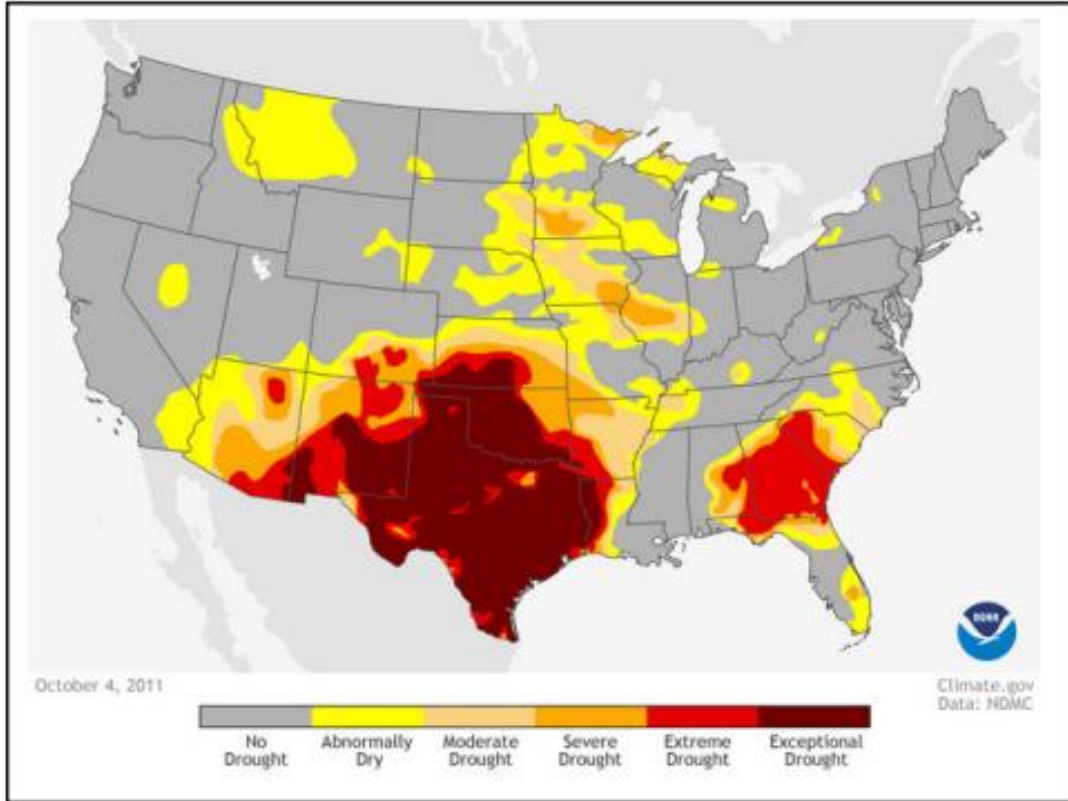 NOAA
October 4, 2011
Climate.gov
Data: NDMC
No
Drought
Abnormally
Dry
Moderate
Drought
Severe
Drought
Extreme
Drought
Exceptional
Drought